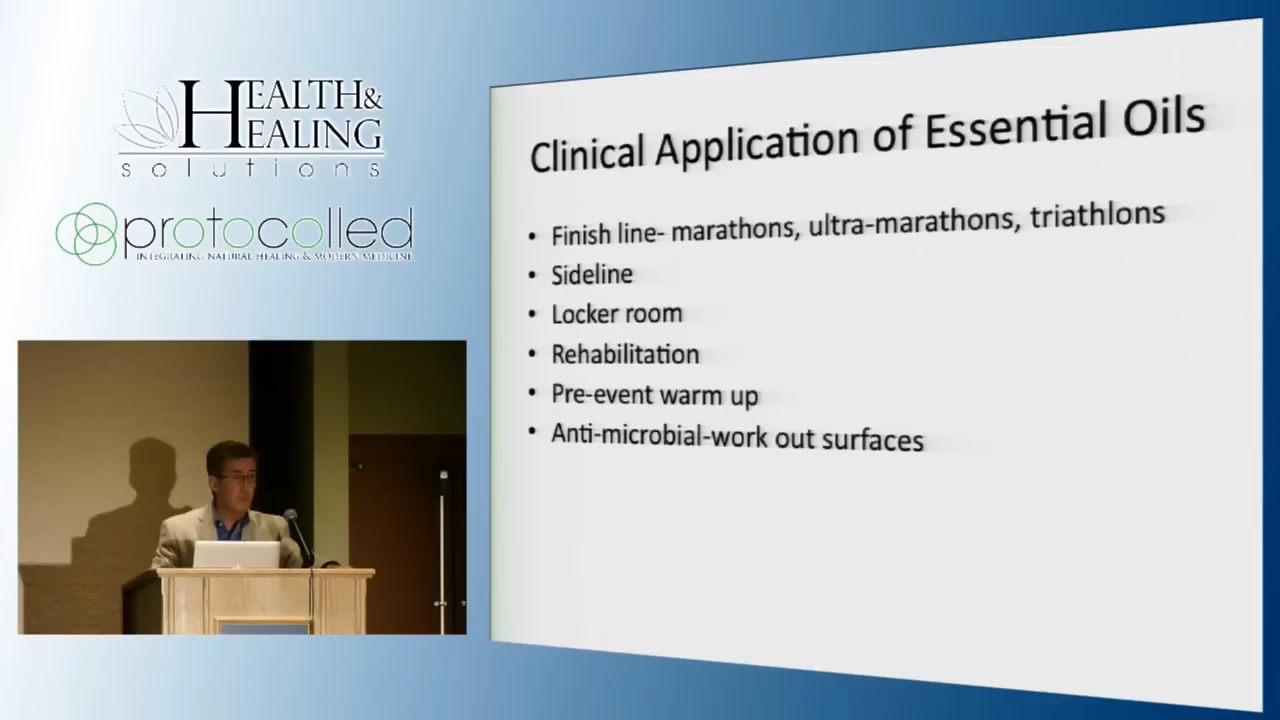 HEALTH&
HEALING
solutions
protocolled
INTEGRATING NATURAL HEALING & MODERN MEDICINE
Clinical Application of Essential Oils
• Finish line- marathons, ultra-marathons, triathlons
• Sideline
• Locker room
• Rehabilitation
• Pre-event warm up
• Anti-microbial-work out surfaces